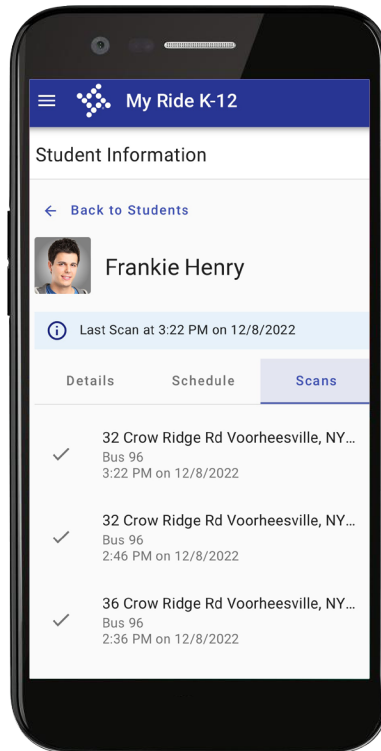 My Ride K-12
Student Information
Back to Students
Frankie Henry
Last Scan at 3:22 PM on 12/8/2022
Details Schedule Scans
32 Crow Ridge Rd Voorheesville, NY...
Bus 96
3:22 PM on 12/8/2022
32 Crow Ridge Rd Voorheesville, NY...
Bus 96
2:46 PM on 12/8/2022
36 Crow Ridge Rd Voorheesville, NY...
Bus 96
2:36 PM on 12/8/2022